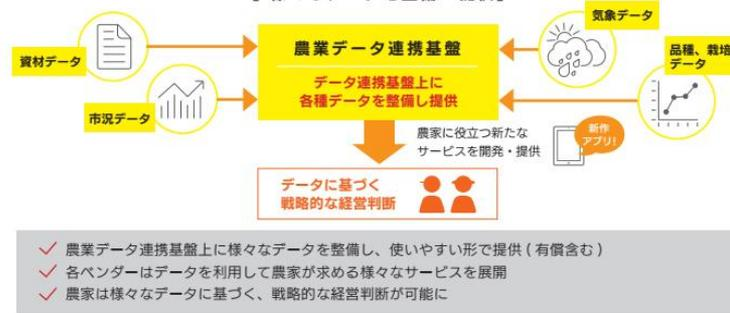 気象データ
資材データ
農業データ連携基盤
品種、栽培
データ
データ連携基盤上に
各種データを整備し提供
市況データ
農家に役立つ新たな
サービスを開発・提供
新作
アプリ!
データに基づく
戦略的な経営判断
農業データ連携基盤上に様々なデータを整備し、使いやすい形で提供 ( 有償含む )
各ベンダーはデータを利用して農家が求める様々なサービスを展開
農家は様々なデータに基づく、戦略的な経営判断が可能に